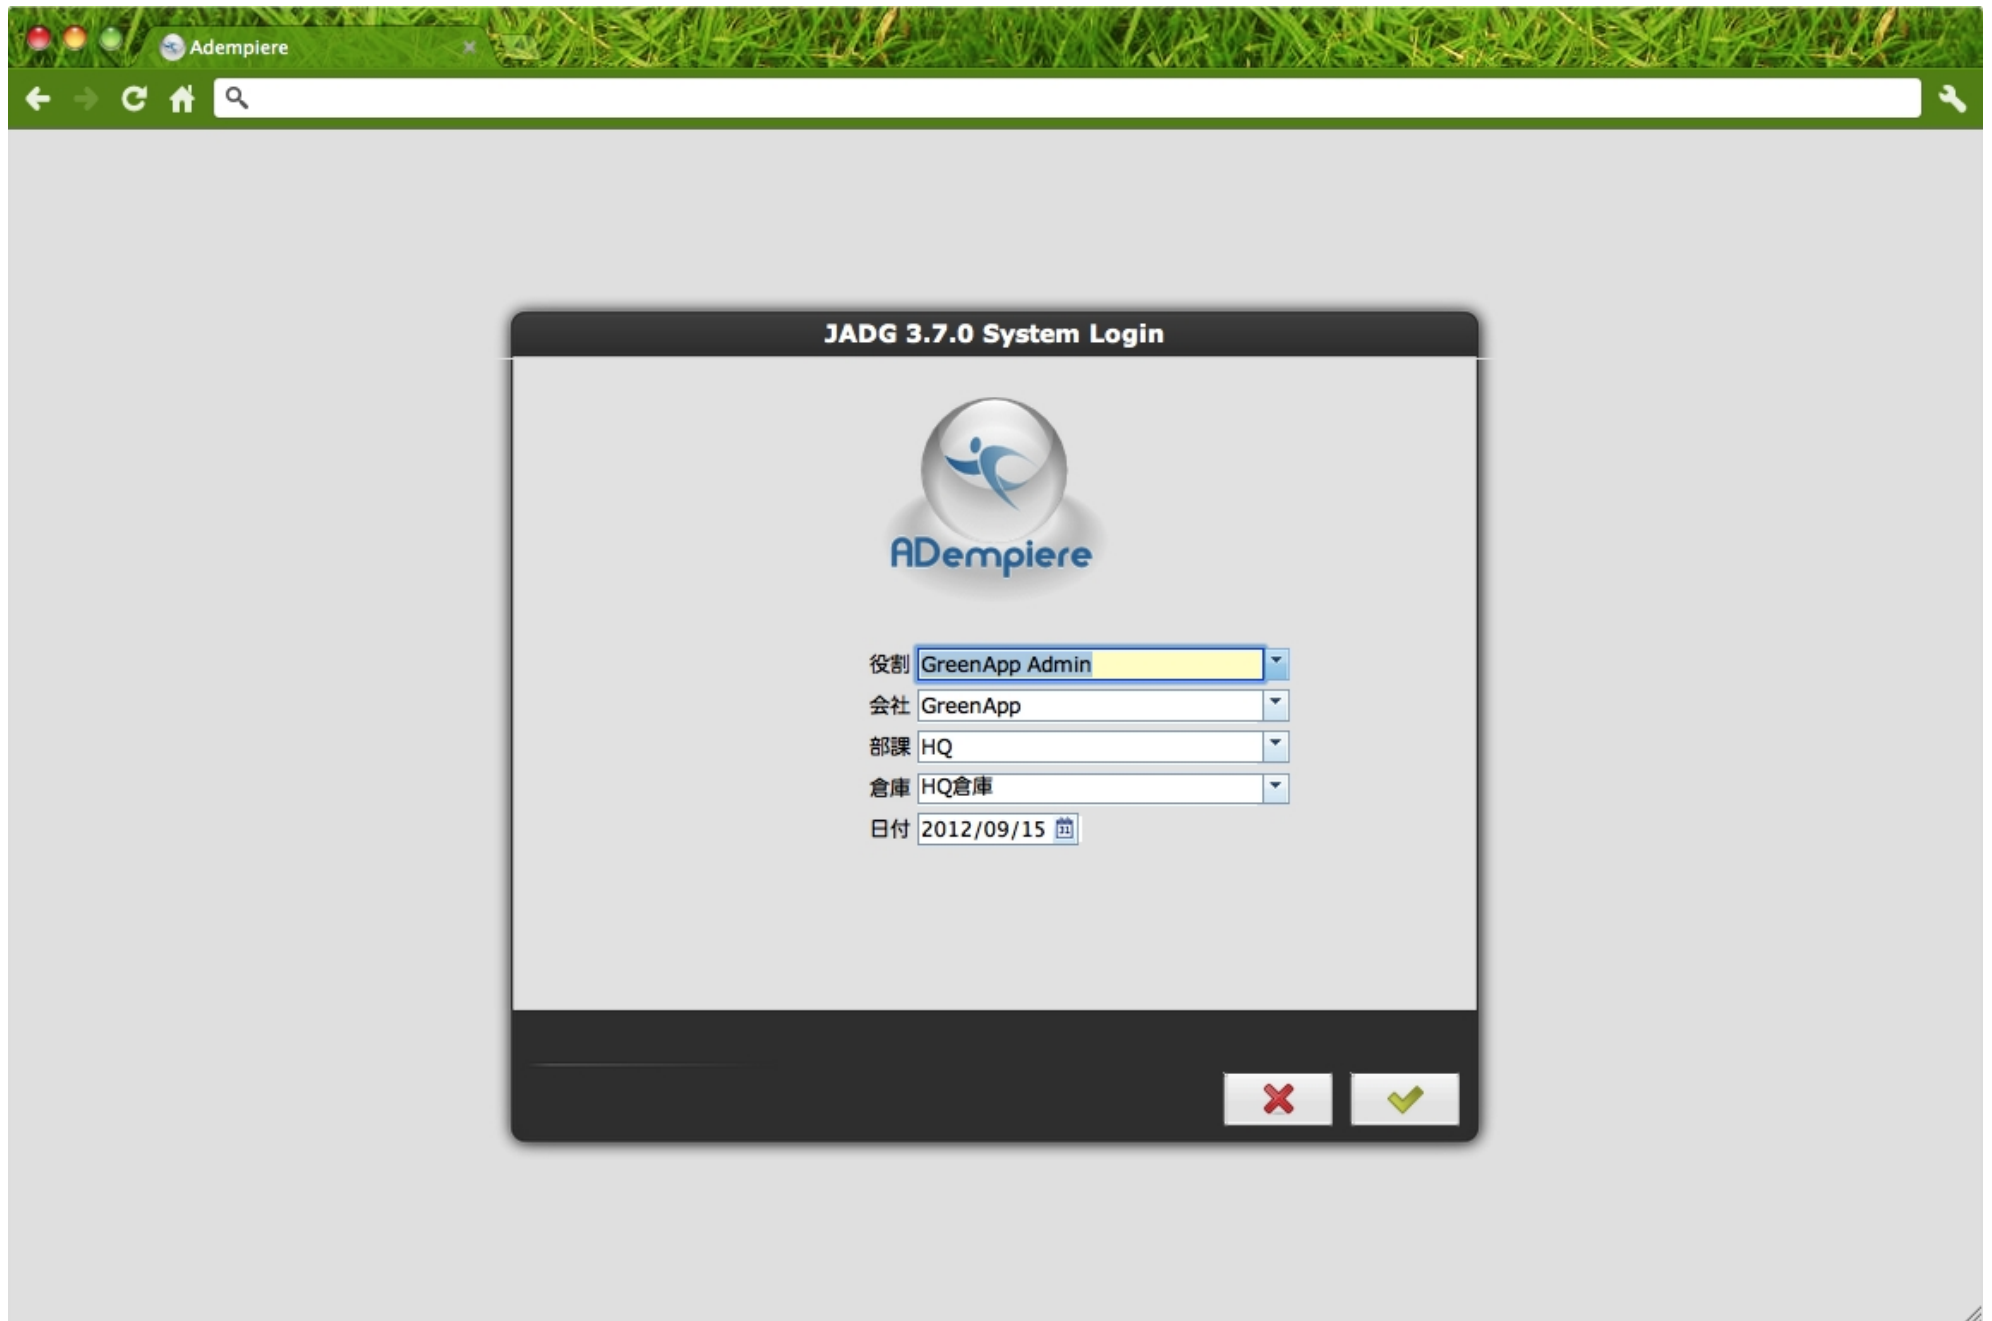 Adempiere
JADG 3.7.0 System Login
ADempiere
役割 GreenApp Admin
会社 GreenApp
部課 HQ
倉庫 HQ倉庫
日付 2012/09/15 31